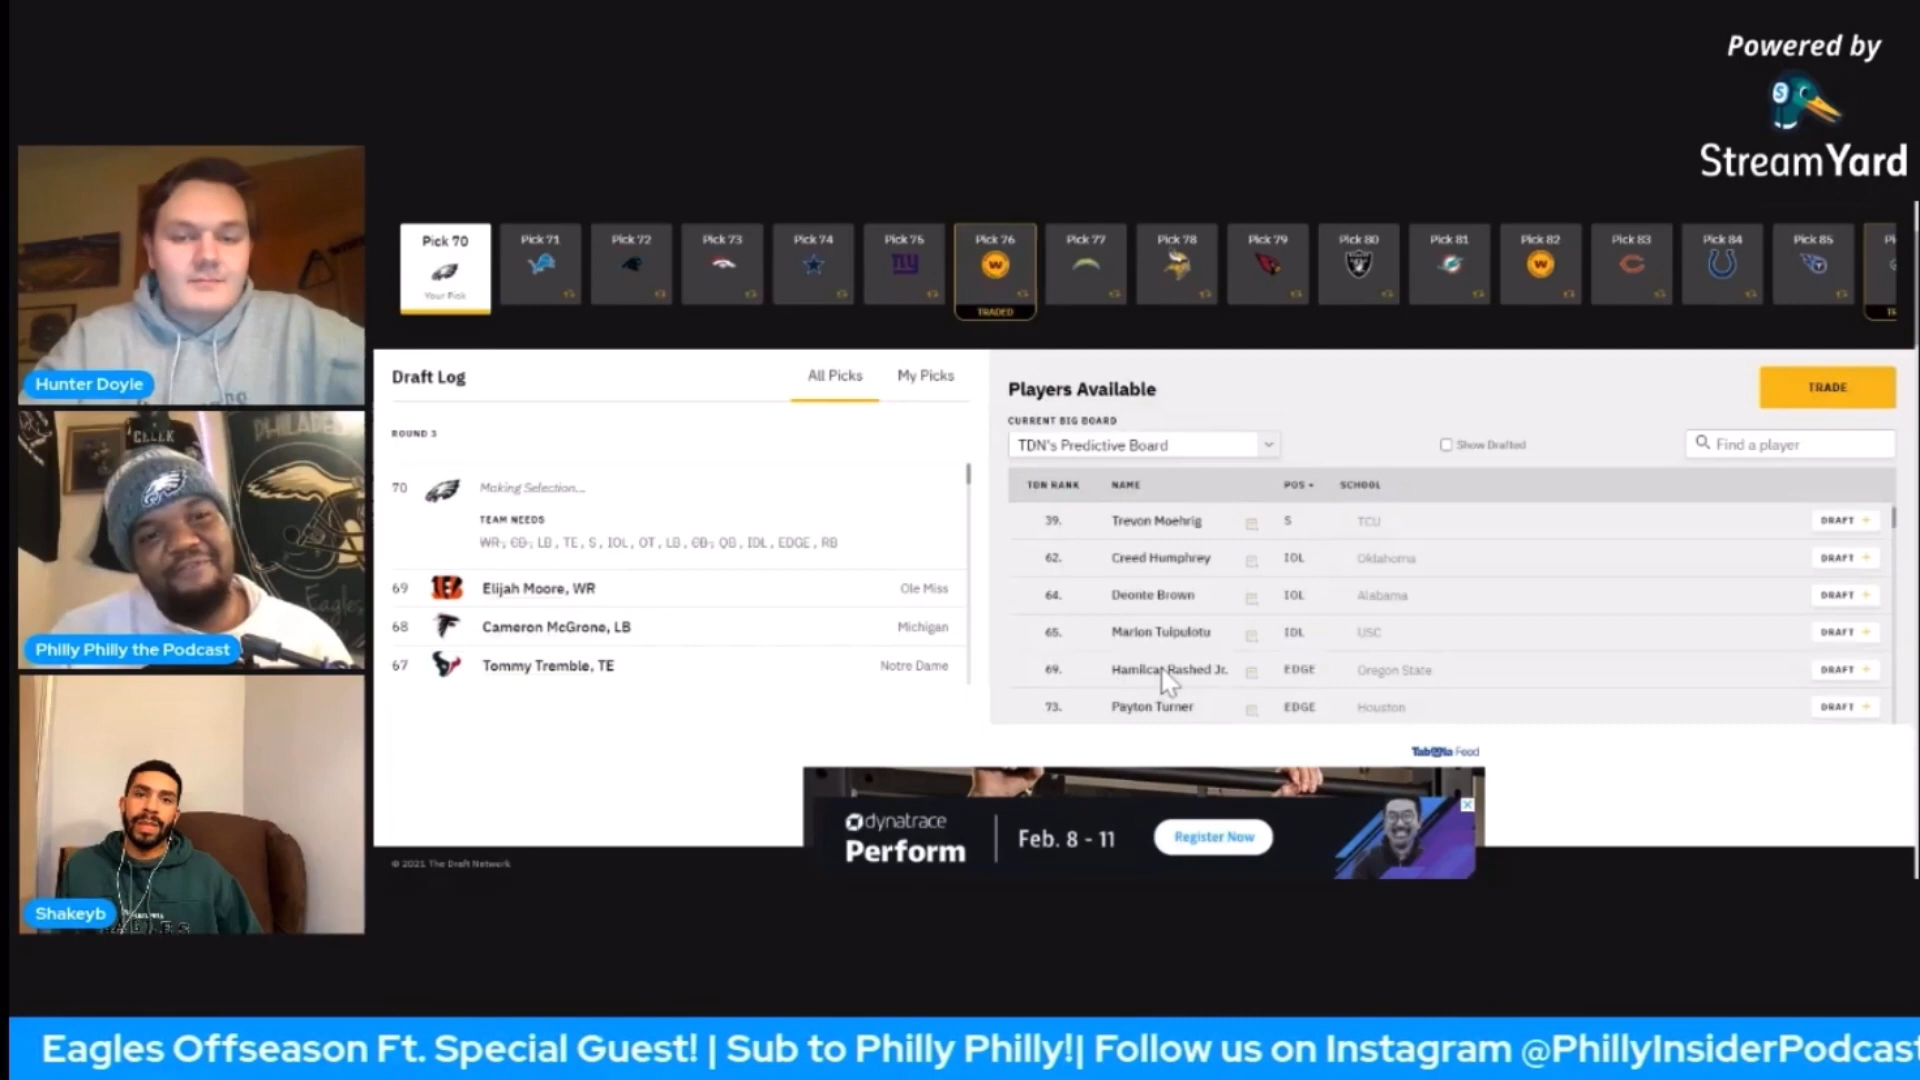 Powered by
StreamYard
Pick 70
Your Pick
Pick 71
Pick 72
Pick 73
Pick 74
Pick 75
Pick 76
TRADED
Pick 77
Pick 78
Pick 79
Pick 80
Pick 81
Pick 82
Pick 83
Pick 84
Pick 85
Hunter Doyle
CREEK
PHILADE
Eagles
Philly Philly the Podcast
EAGLES
Shakeyb
Draft Log
All Picks
My Picks
ROUND 3
70 Making Selection...
TEAM NEEDS
WR, CB, LB, TE, S, IOL, OT, LB, CB, QB, IDL, EDGE, RB
69 Elijah Moore, WR Ole Miss
68 Cameron McGrone, LB Michigan
67 Tommy Tremble, TE Notre Dame
Players Available
TRADE
CURRENT BIG BOARD
TDN's Predictive Board
Show Drafted
Find a player
TDN RANK NAME POS SCHOOL
39. Trevon Moehrig S TCU DRAFT +
62. Creed Humphrey IOL Oklahoma DRAFT +
64. Deonte Brown IOL Alabama DRAFT +
65. Marlon Tuipulotu IDL USC DRAFT +
69. Hamilcar Rashed Jr. EDGE Oregon State DRAFT +
73. Payton Turner EDGE Houston DRAFT +
Taboola Feed
dynatrace
Perform
Feb. 8 - 11
Register Now
© 2021 The Draft Network
Eagles Offseason Ft. Special Guest! | Sub to Philly Philly!| Follow us on Instagram @PhillyInsiderPodcast